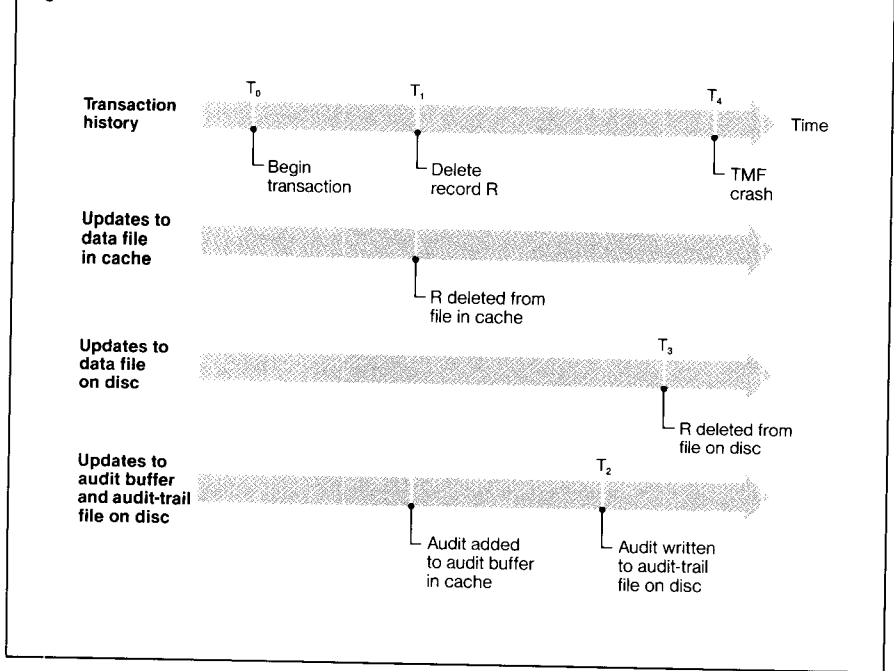 T₀
T₁
T₄
Transaction
history
Time
Begin
transaction
Delete
record R
TMF
crash
Updates to
data file
in cache
R deleted from
file in cache
Updates to
data file
on disc
T₃
R deleted from
file on disc
Updates to
audit buffer
and audit-trail
file on disc
T₂
Audit added
to audit buffer
in cache
Audit written
to audit-trail
file on disc